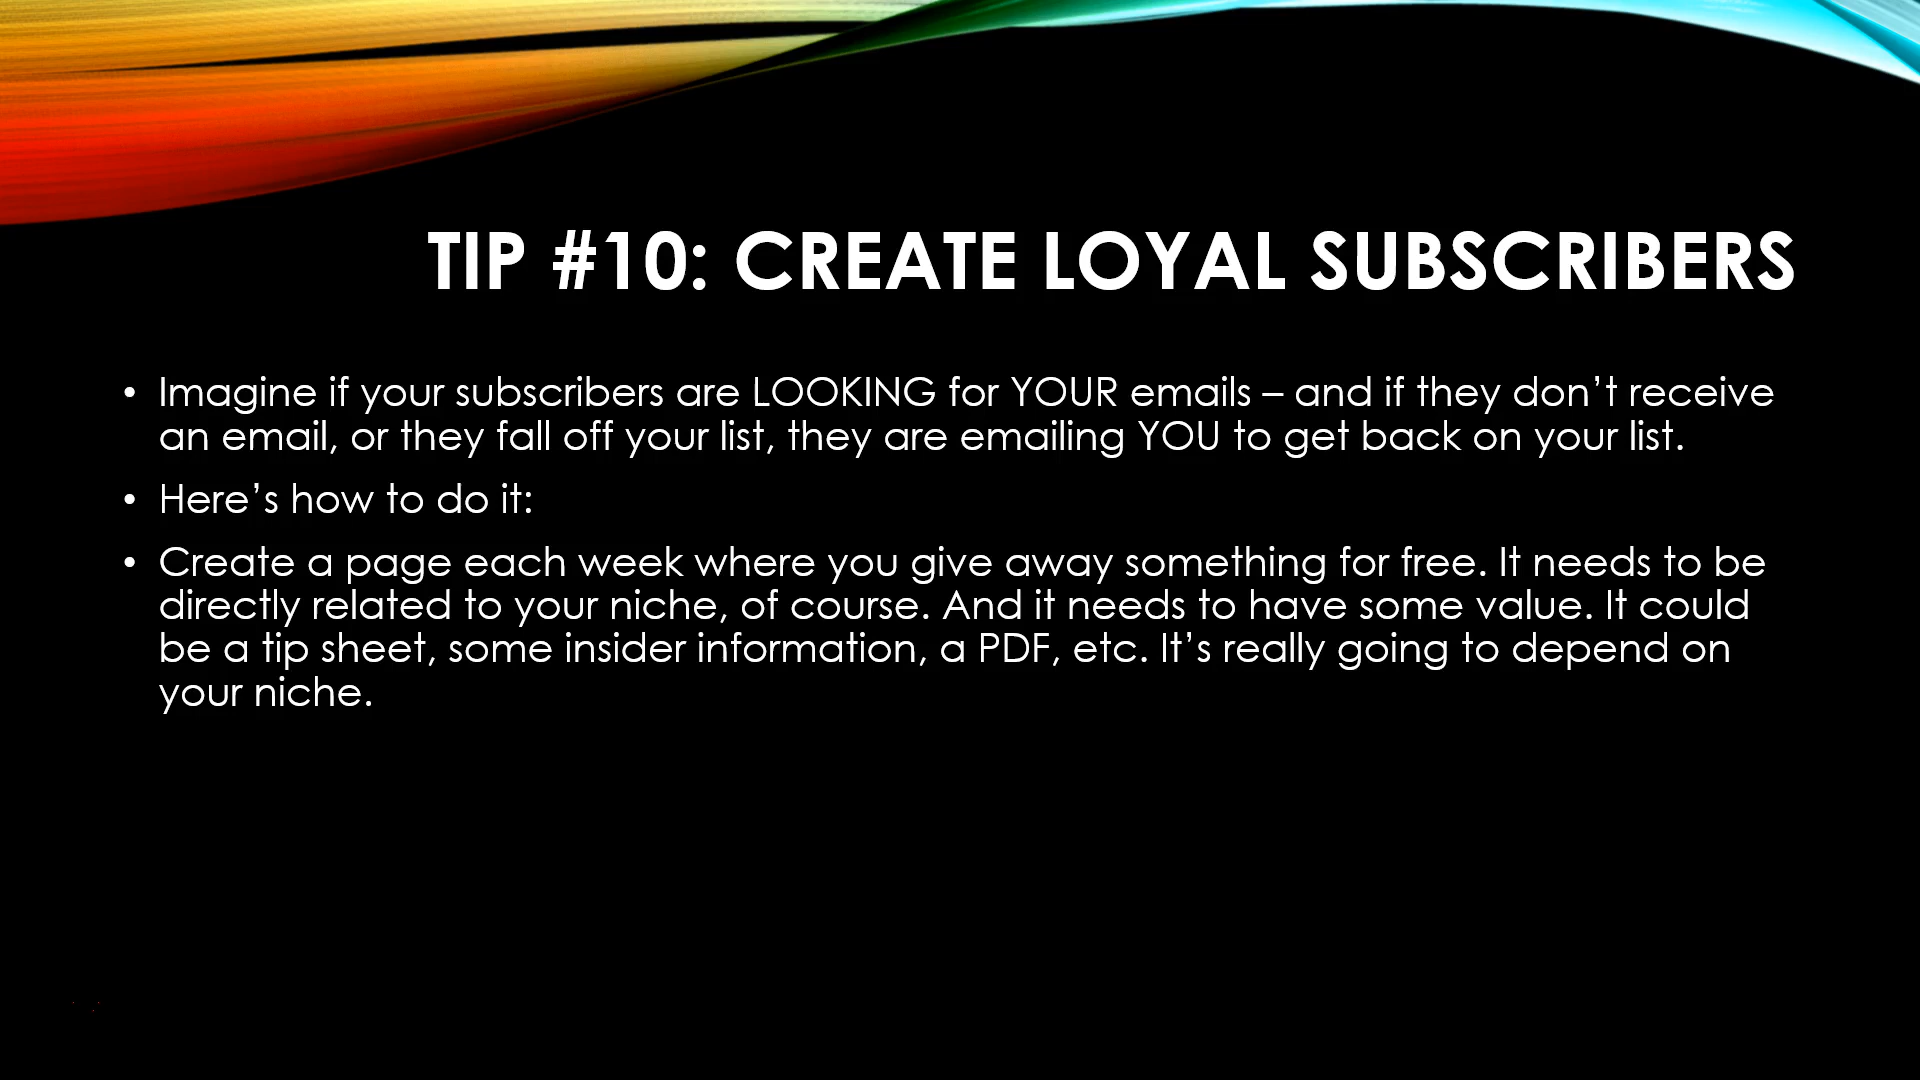 TIP #10: CREATE LOYAL SUBSCRIBERS
• Imagine if your subscribers are LOOKING for YOUR emails – and if they don’t receive
an email, or they fall off your list, they are emailing YOU to get back on your list.
• Here’s how to do it:
• Create a page each week where you give away something for free. It needs to be
directly related to your niche, of course. And it needs to have some value. It could
be a tip sheet, some insider information, a PDF, etc. It’s really going to depend on
your niche.